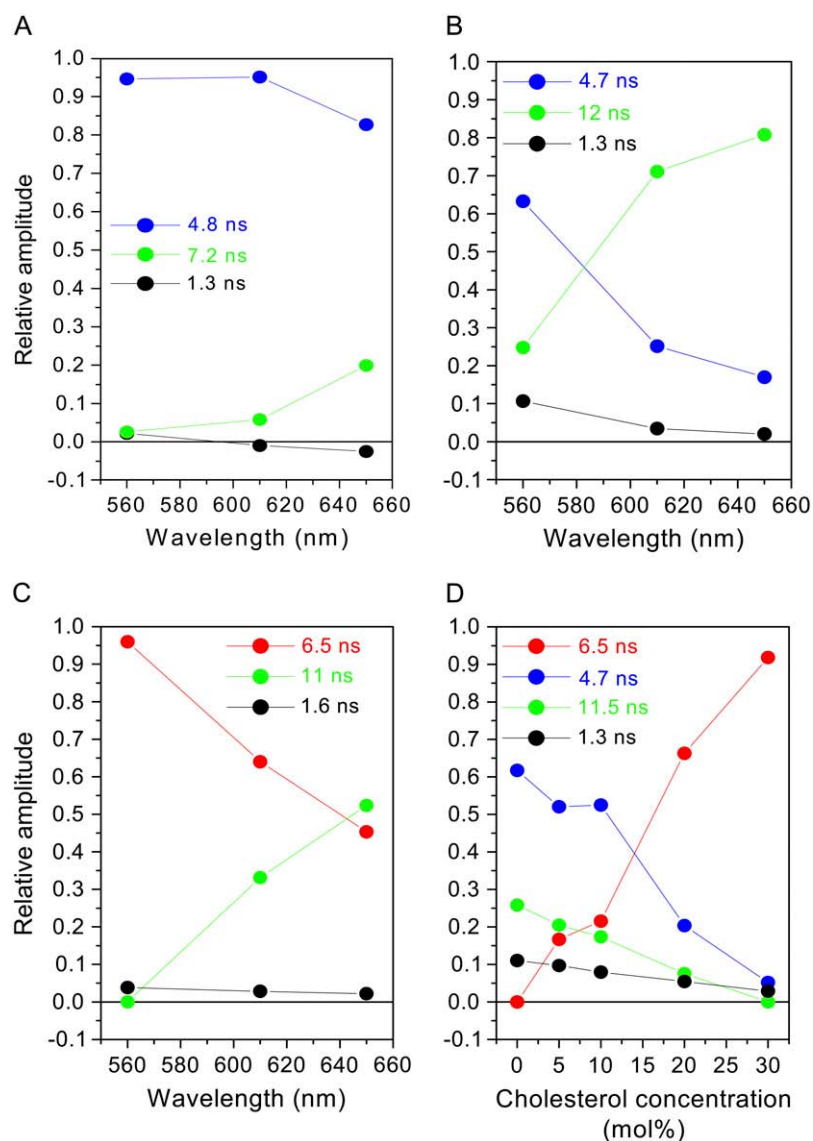 A
Relative amplitude
1.0
0.9
0.8
0.7
0.6
0.5
0.4
0.3
0.2
0.1
0.0
-0.1
4.8 ns
7.2 ns
1.3 ns
560 580 600 620 640 660
Wavelength (nm)
B
1.0
0.9
0.8
0.7
0.6
0.5
0.4
0.3
0.2
0.1
0.0
-0.1
4.7 ns
12 ns
1.3 ns
560 580 600 620 640 660
Wavelength (nm)
C
Relative amplitude
1.0
0.9
0.8
0.7
0.6
0.5
0.4
0.3
0.2
0.1
0.0
-0.1
6.5 ns
11 ns
1.6 ns
560 580 600 620 640 660
Wavelength (nm)
D
1.0
0.9
0.8
0.7
0.6
0.5
0.4
0.3
0.2
0.1
0.0
-0.1
6.5 ns
4.7 ns
11.5 ns
1.3 ns
0 5 10 15 20 25 30
Cholesterol concentration
(mol%)